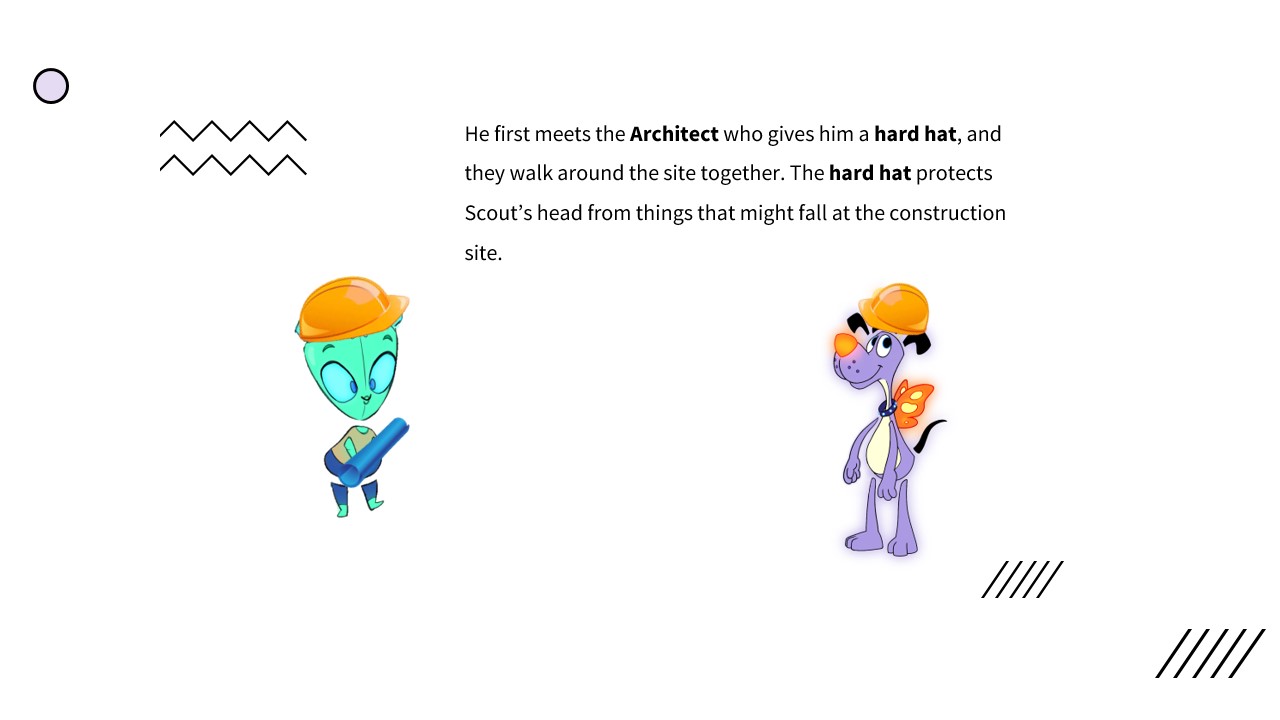 He first meets the Architect who gives him a hard hat, and
they walk around the site together. The hard hat protects
Scout’s head from things that might fall at the construction
site.